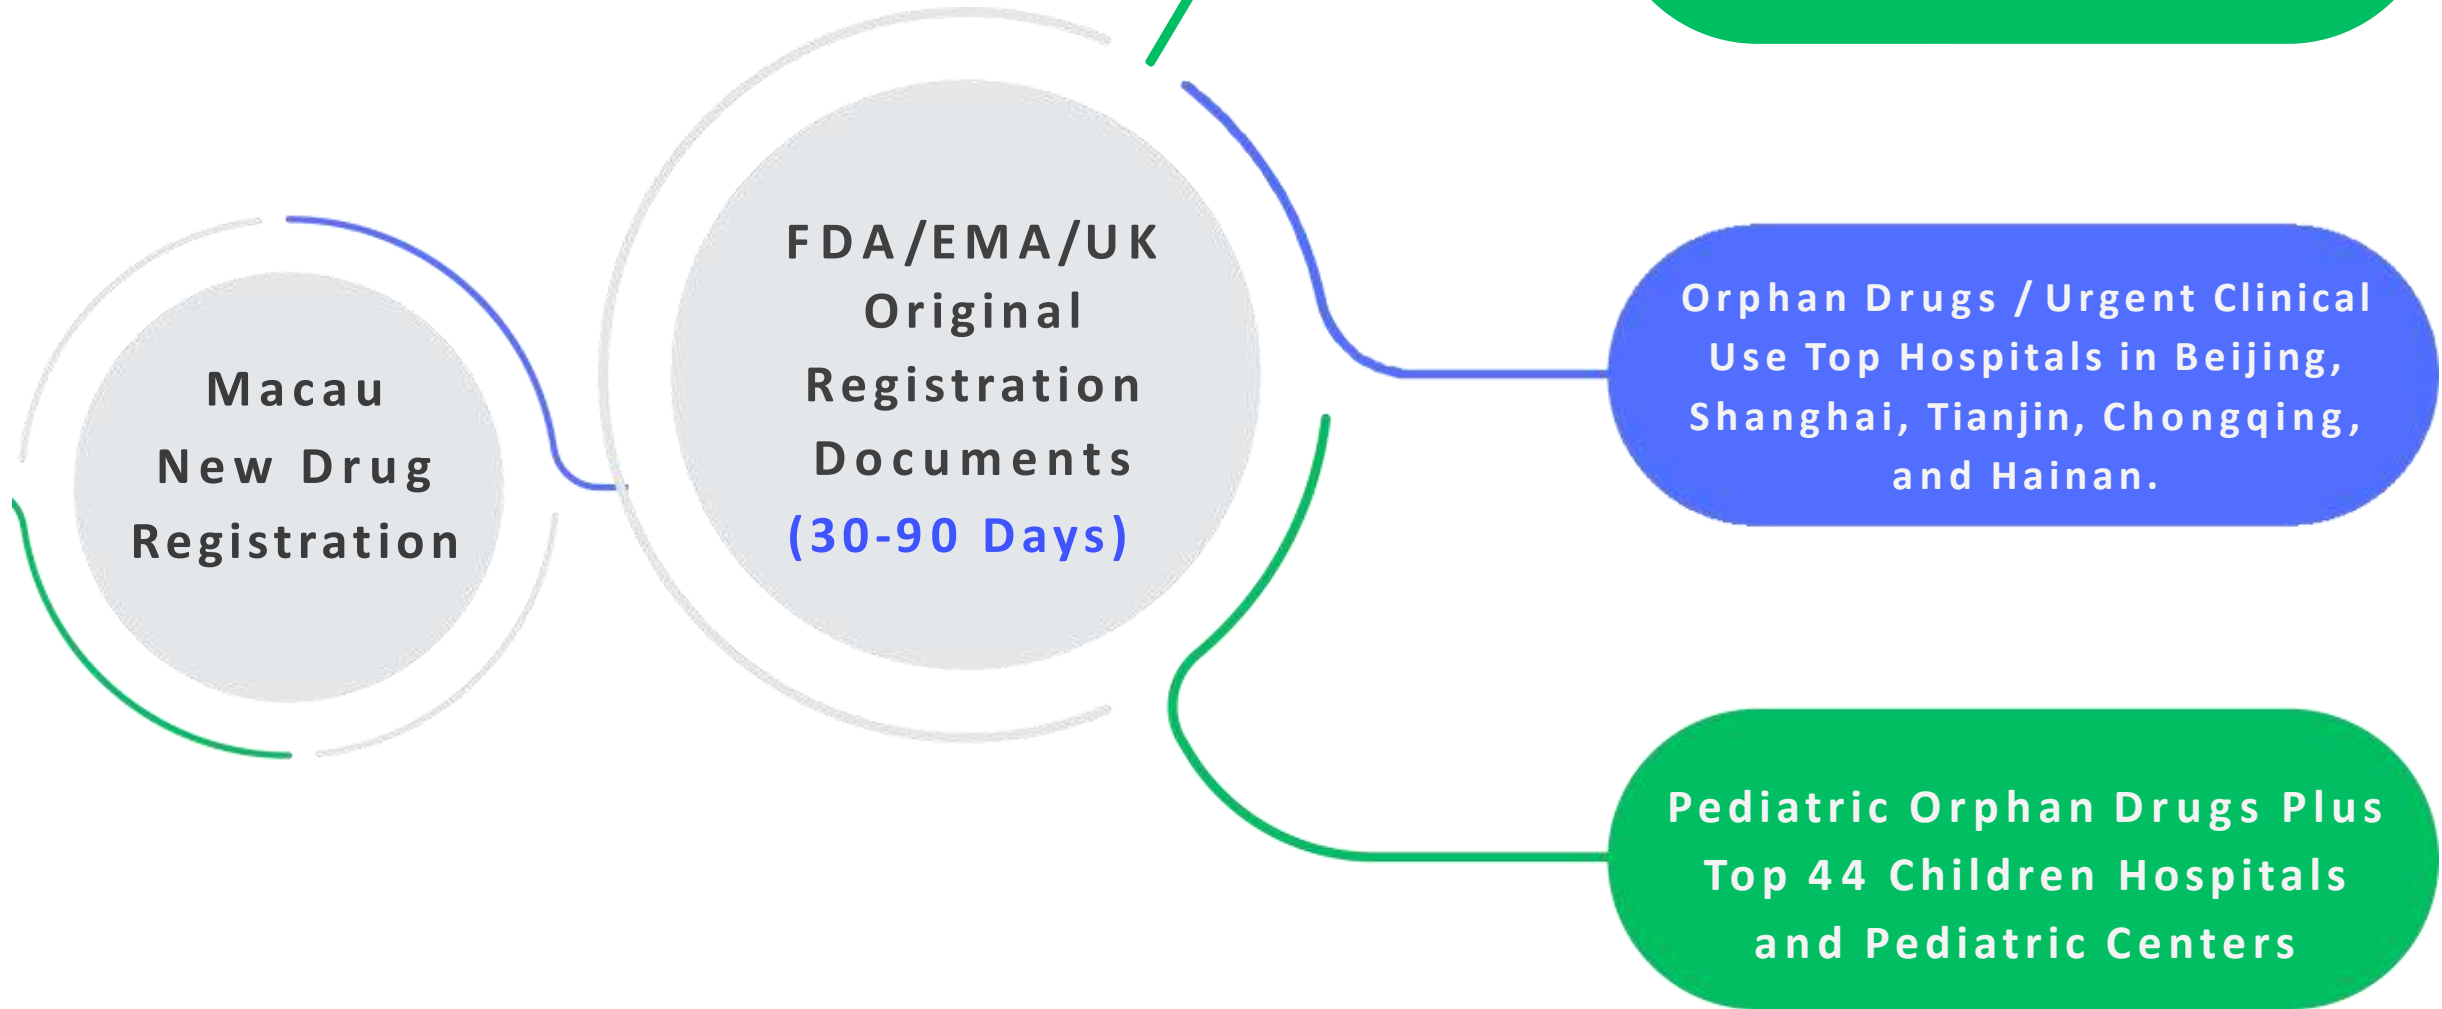 Macau
New Drug
Registration
FDA/EMA/UK
Original
Registration
Documents
(30-90 Days)
Orphan Drugs / Urgent Clinical
Use Top Hospitals in Beijing,
Shanghai, Tianjin, Chongqing,
and Hainan.
Pediatric Orphan Drugs Plus
Top 44 Children Hospitals
and Pediatric Centers